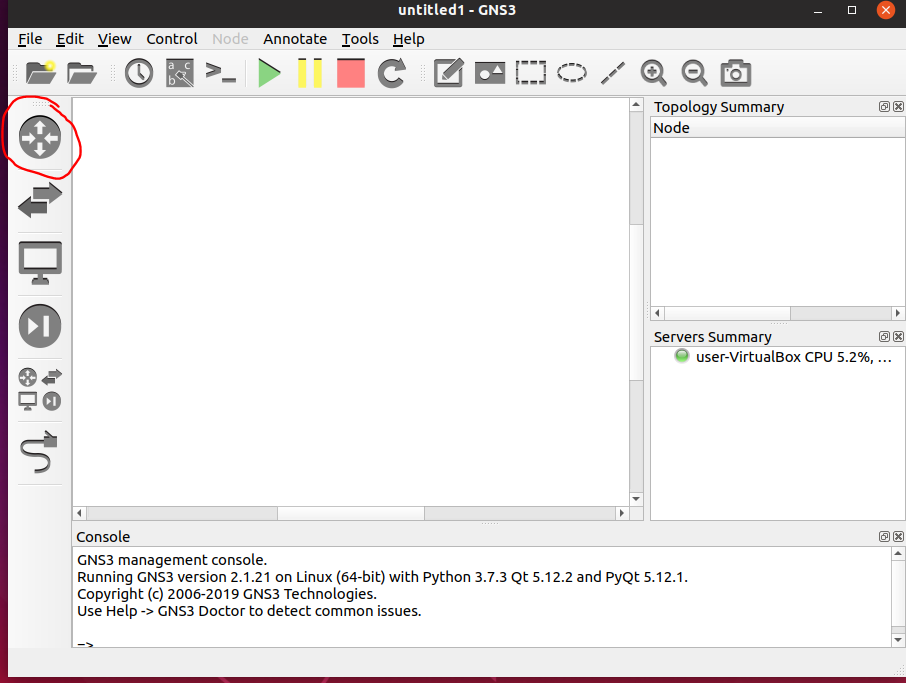 untitled1 - GNS3
File Edit View Control Node Annotate Tools Help
a b c
Topology Summary
Node
Servers Summary
user-VirtualBox CPU 5.2%, ...
Console
GNS3 management console.
Running GNS3 version 2.1.21 on Linux (64-bit) with Python 3.7.3 Qt 5.12.2 and PyQt 5.12.1.
Copyright (c) 2006-2019 GNS3 Technologies.
Use Help -> GNS3 Doctor to detect common issues.
=>